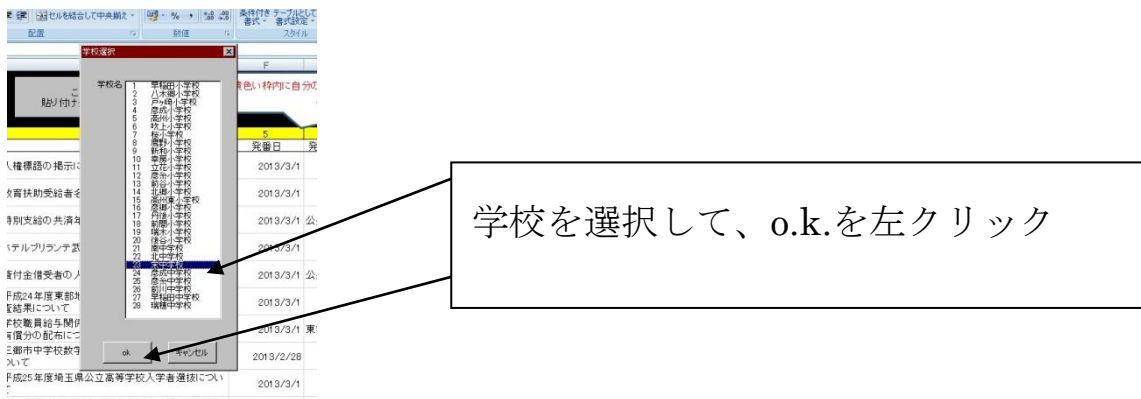 セルを結合して中央揃え
% ,
条件付き テーブルとして
書式 書式設定
配置
数値
スタイル
学校選択
F
こ
貼り付け
黄色い枠内に自分の
学校名
1 早稲田小学校
2 八木郷小学校
3 戸ヶ崎小学校
4 彦成小学校
5 高州小学校
6 吹上小学校
7 桜小学校
8 鷹野小学校
9 新和小学校
10 幸房小学校
11 立花小学校
12 彦糸小学校
13 前谷小学校
14 北郷小学校
15 高州東小学校
16 彦郷小学校
17 丹後小学校
18 前間小学校
19 瑞木小学校
20 後谷小学校
21 南中学校
22 北中学校
23 栄中学校
24 彦成中学校
25 彦糸中学校
26 前川中学校
27 早稲田中学校
28 瑞穂中学校
ok
キャンセル
5
発番日
人権標語の掲示に
2013/3/1
教育扶助受給者名
2013/3/1
特別支給の共済年
2013/3/1
公
ホテルブリランテ武
2013/3/1
貸付金借受者の人
2013/3/1
公
平成24年度東部地
査結果について
2013/3/1
学校職員給与関係
有償分の配布につ
2013/3/1
東
三郷市中学校数学
ついて
2013/2/28
平成25年度埼玉県公立高等学校入学者選抜につい
て
2013/3/1
学校を選択して、o.k.を左クリック